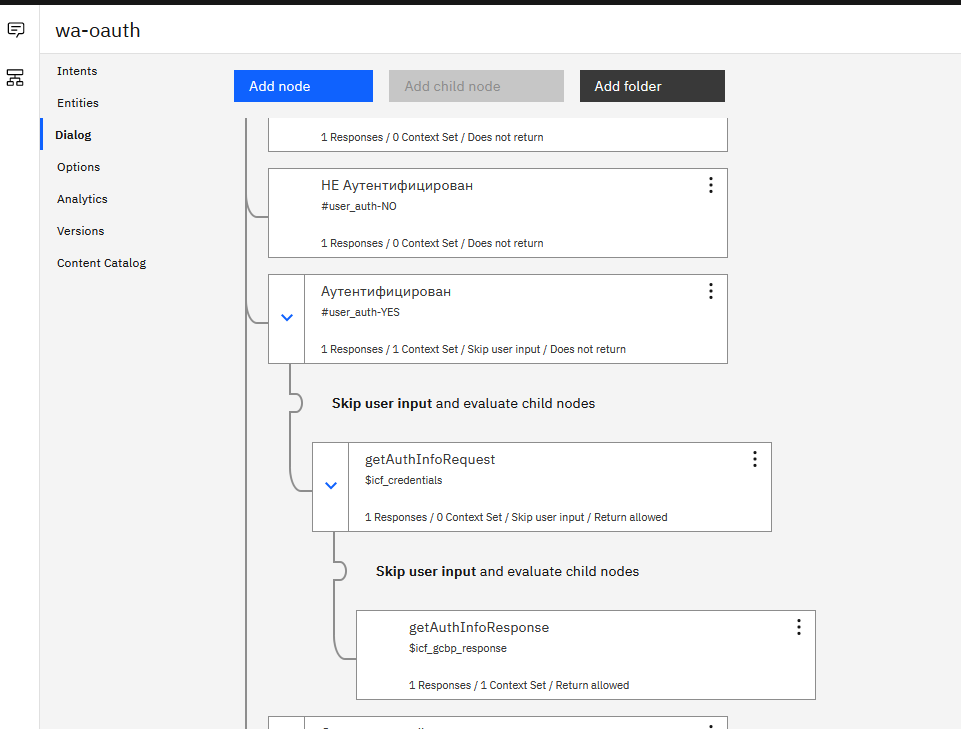 wa-oauth
Intents
Entities
Dialog
Options
Analytics
Versions
Content Catalog
Add node
Add child node
Add folder
1 Responses / 0 Context Set / Does not return
НЕ Аутентифицирован
#user_auth-NO
1 Responses / 0 Context Set / Does not return
Аутентифицирован
#user_auth-YES
1 Responses / 1 Context Set / Skip user input / Does not return
Skip user input and evaluate child nodes
getAuthInfoRequest
$icf_credentials
1 Responses / 0 Context Set / Skip user input / Return allowed
Skip user input and evaluate child nodes
getAuthInfoResponse
$icf_gcbp_response
1 Responses / 1 Context Set / Return allowed